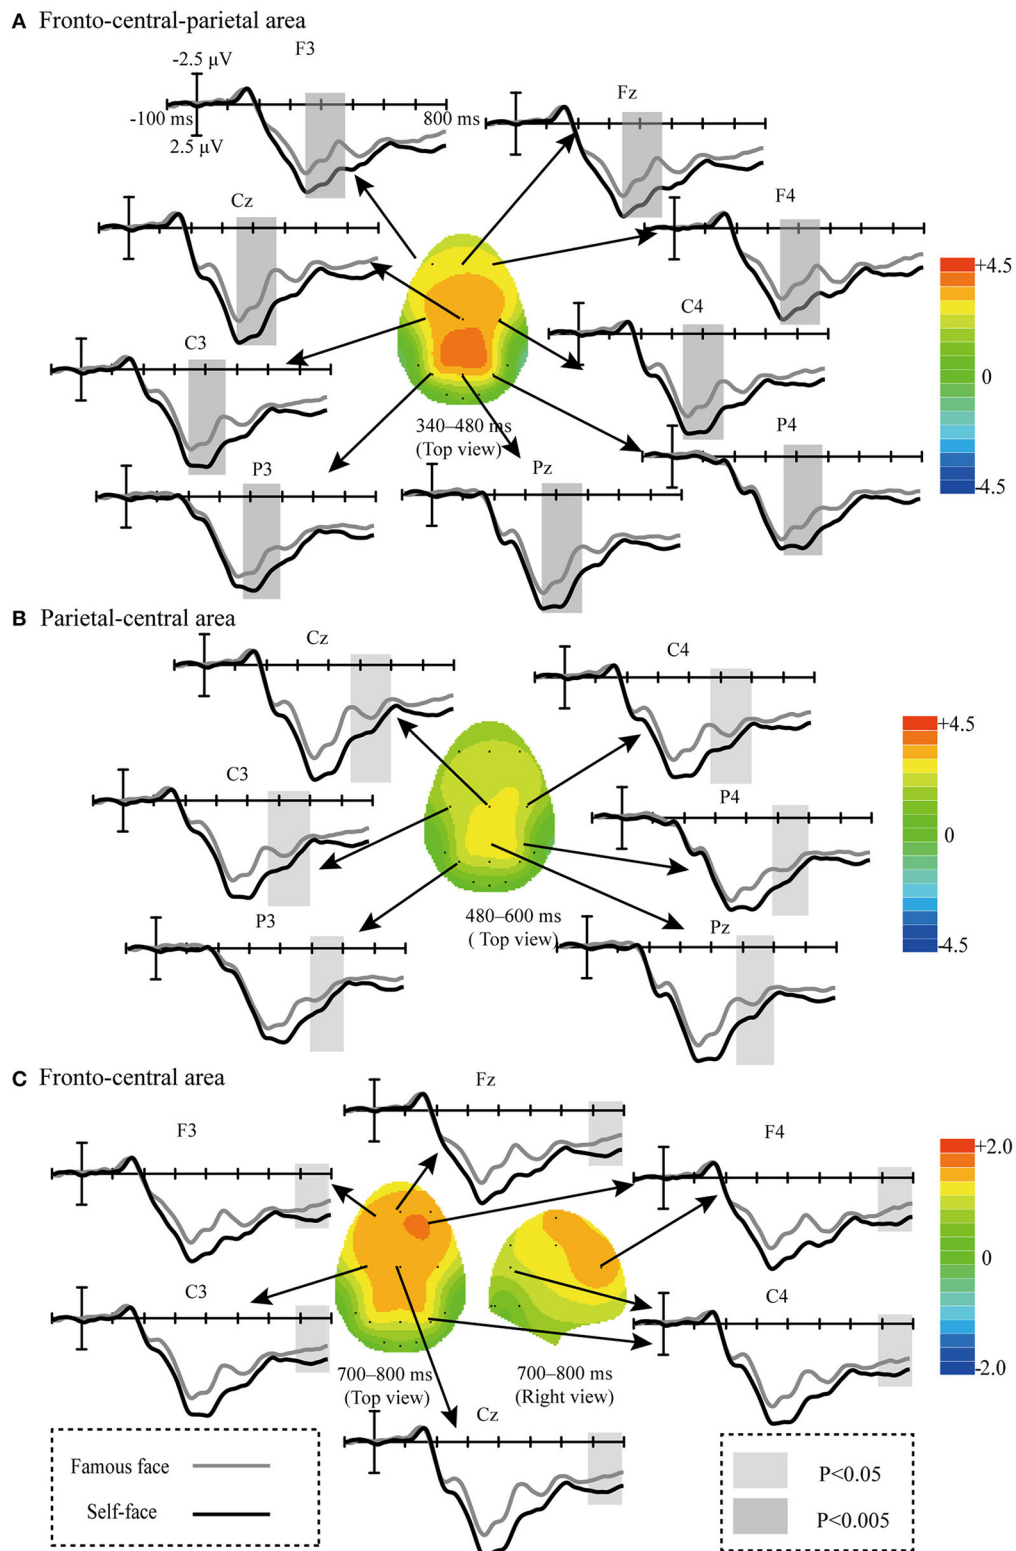 A Fronto-central-parietal area
F3
-2.5 µV
Fz
-100 ms
800 ms
2.5 µV
Cz
F4
+4.5
C4
C3
0
340–480 ms
(Top view)
P4
P3
Pz
-4.5
B Parietal-central area
Cz
C4
+4.5
C3
P4
0
480–600 ms
( Top view)
P3
Pz
-4.5
C Fronto-central area
Fz
F3
F4
+2.0
0
C3
C4
700–800 ms
(Top view)
700–800 ms
(Right view)
-2.0
Cz
Famous face
Self-face
P<0.05
P<0.005